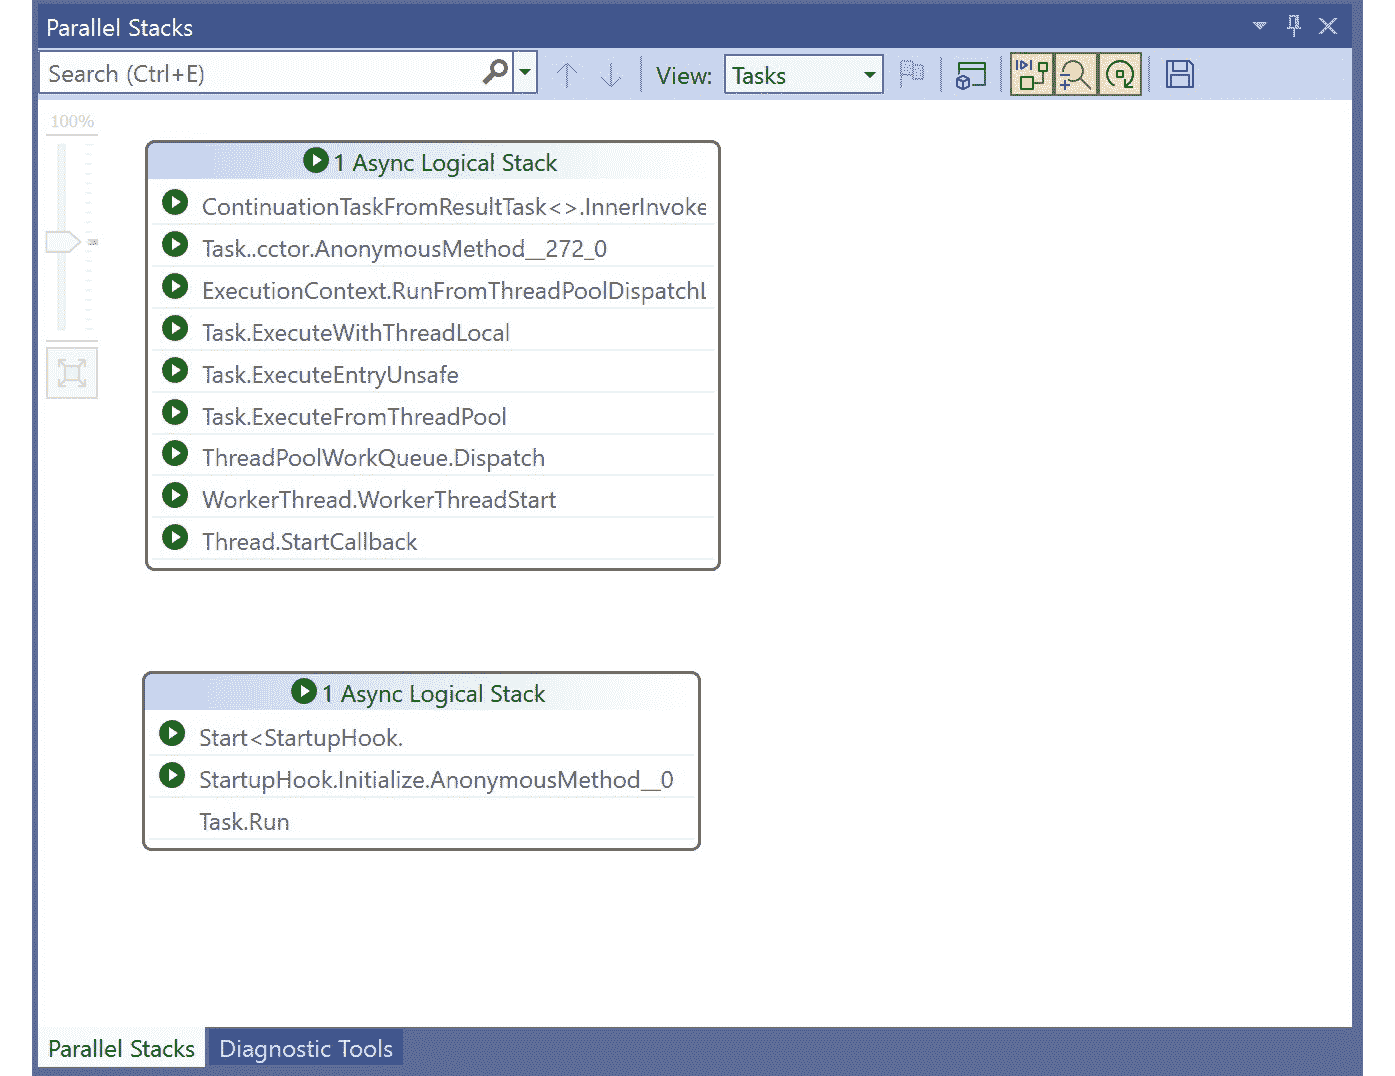 Parallel Stacks
Search (Ctrl+E)
View: Tasks
100%
1 Async Logical Stack
ContinuationTaskFromResultTask<>.InnerInvoke
Task..cctor.AnonymousMethod__272_0
ExecutionContext.RunFromThreadPoolDispatchL
Task.ExecuteWithThreadLocal
Task.ExecuteEntryUnsafe
Task.ExecuteFromThreadPool
ThreadPoolWorkQueue.Dispatch
WorkerThread.WorkerThreadStart
Thread.StartCallback
1 Async Logical Stack
Start<StartupHook.
StartupHook.Initialize.AnonymousMethod__0
Task.Run
Parallel Stacks
Diagnostic Tools